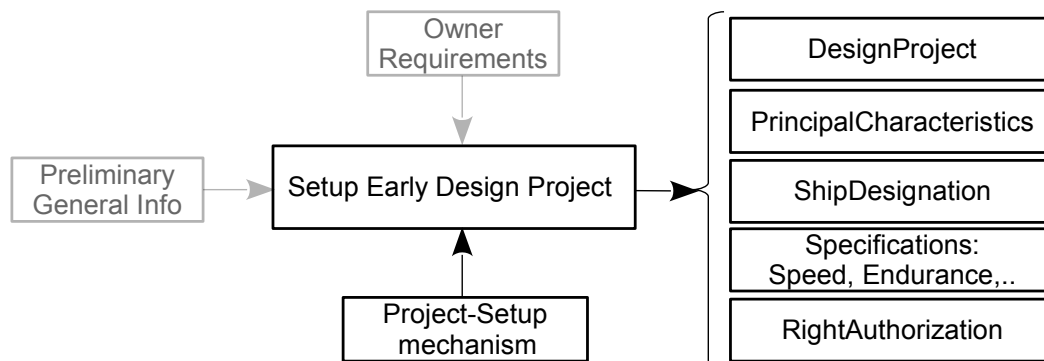 Owner
Requirements
DesignProject
PrincipalCharacteristics
Preliminary
General Info
Setup Early Design Project
ShipDesignation
Specifications:
Speed, Endurance,..
Project-Setup
mechanism
RightAuthorization